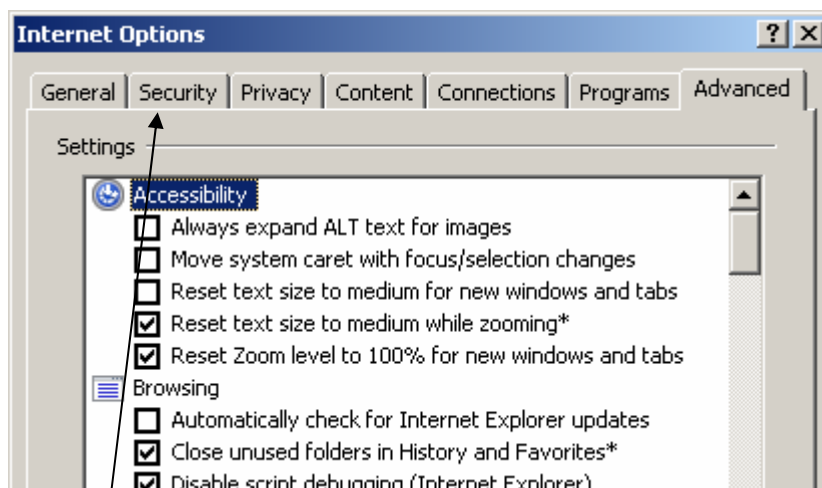 Internet Options
General Security Privacy Content Connections Programs Advanced
Settings
Accessibility
Always expand ALT text for images
Move system caret with focus/selection changes
Reset text size to medium for new windows and tabs
Reset text size to medium while zooming*
Reset Zoom level to 100% for new windows and tabs
Browsing
Automatically check for Internet Explorer updates
Close unused folders in History and Favorites*
Disable script debugging (Internet Explorer)